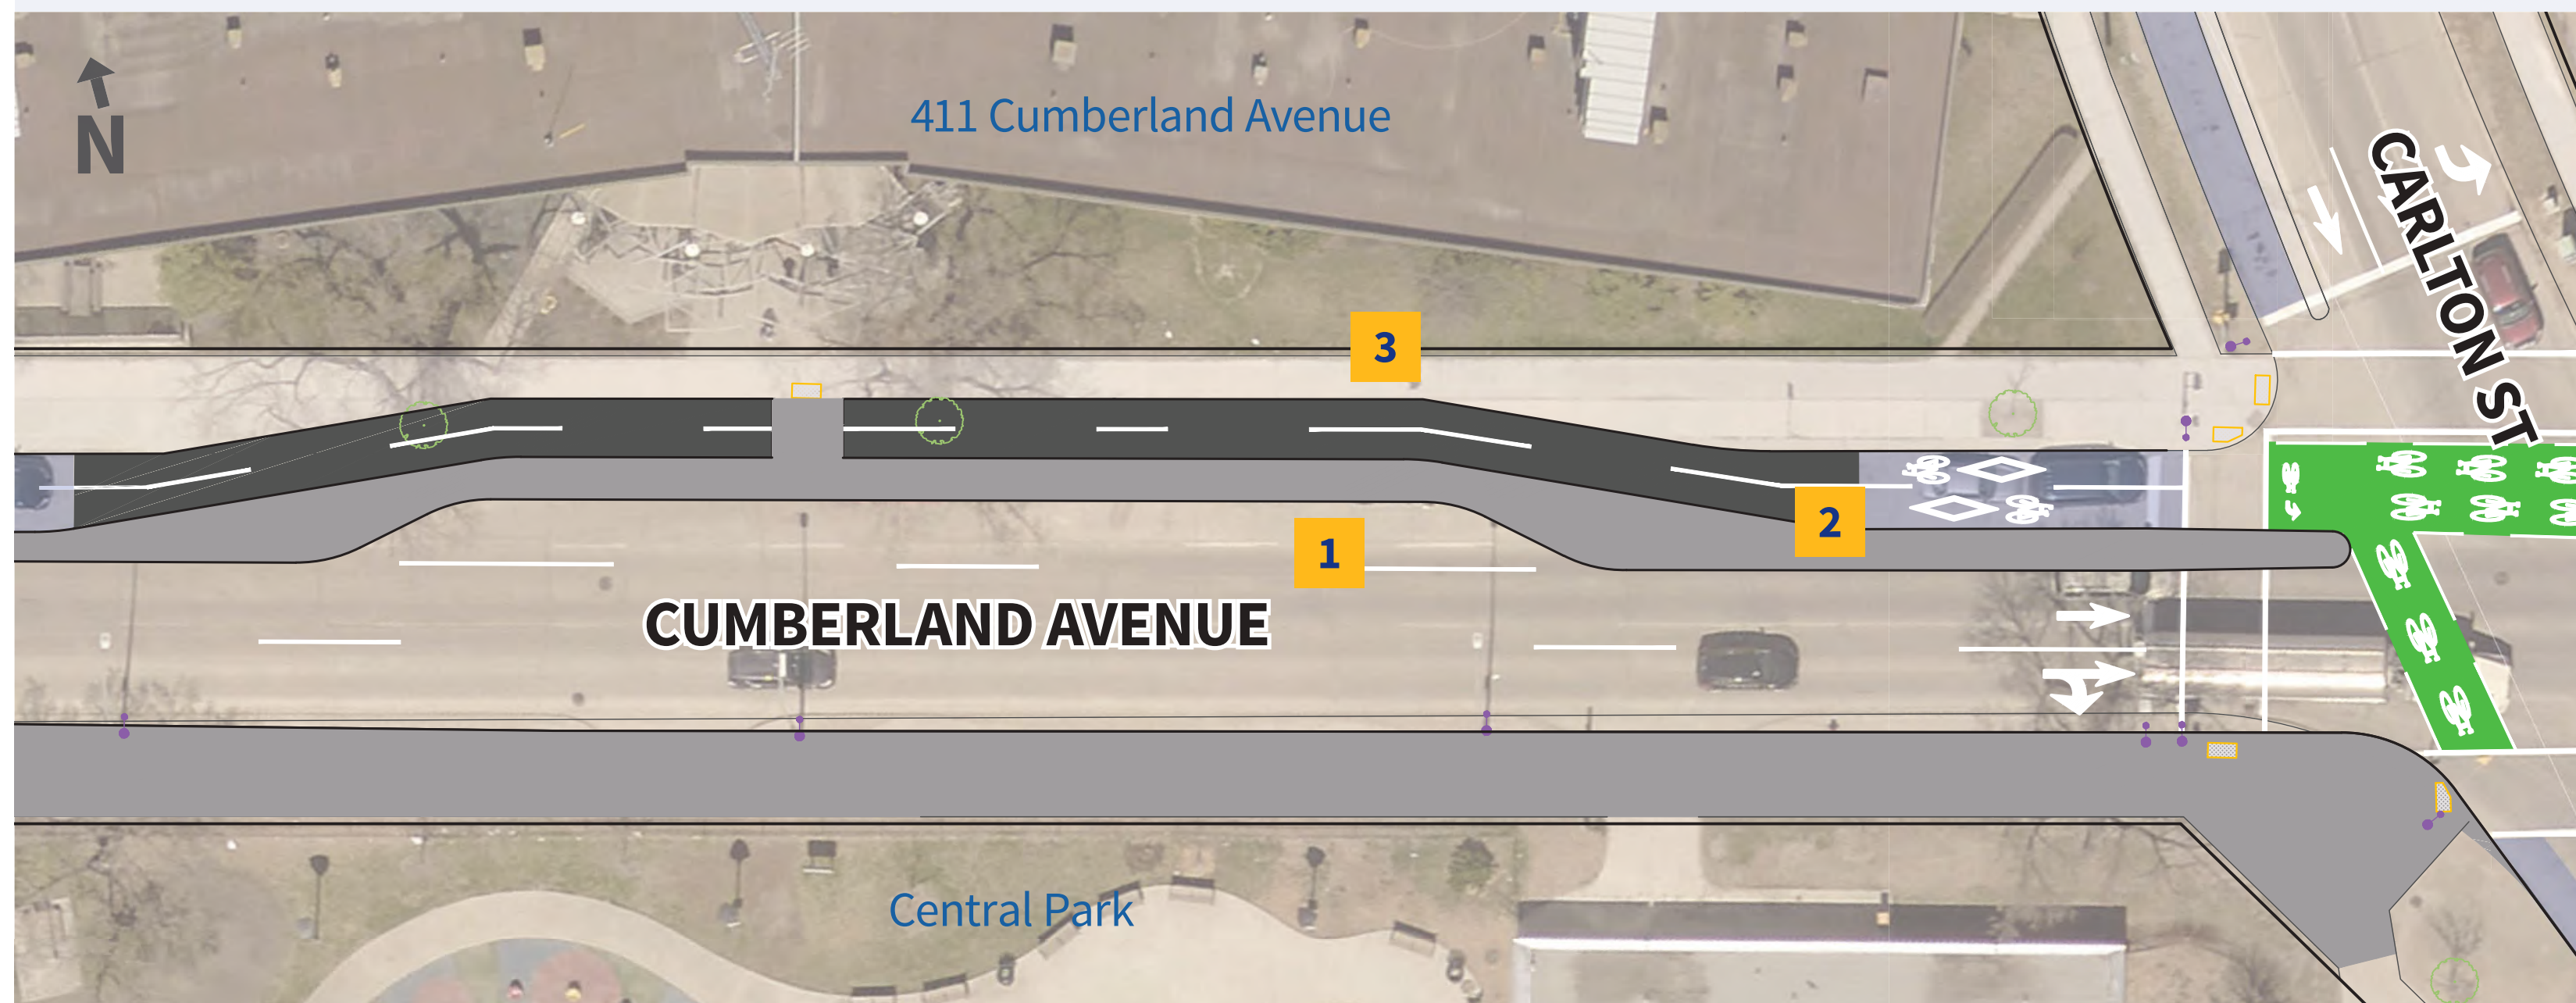 411 Cumberland Avenue
N
CARLTON ST
3
2
1
CUMBERLAND AVENUE
Central Park